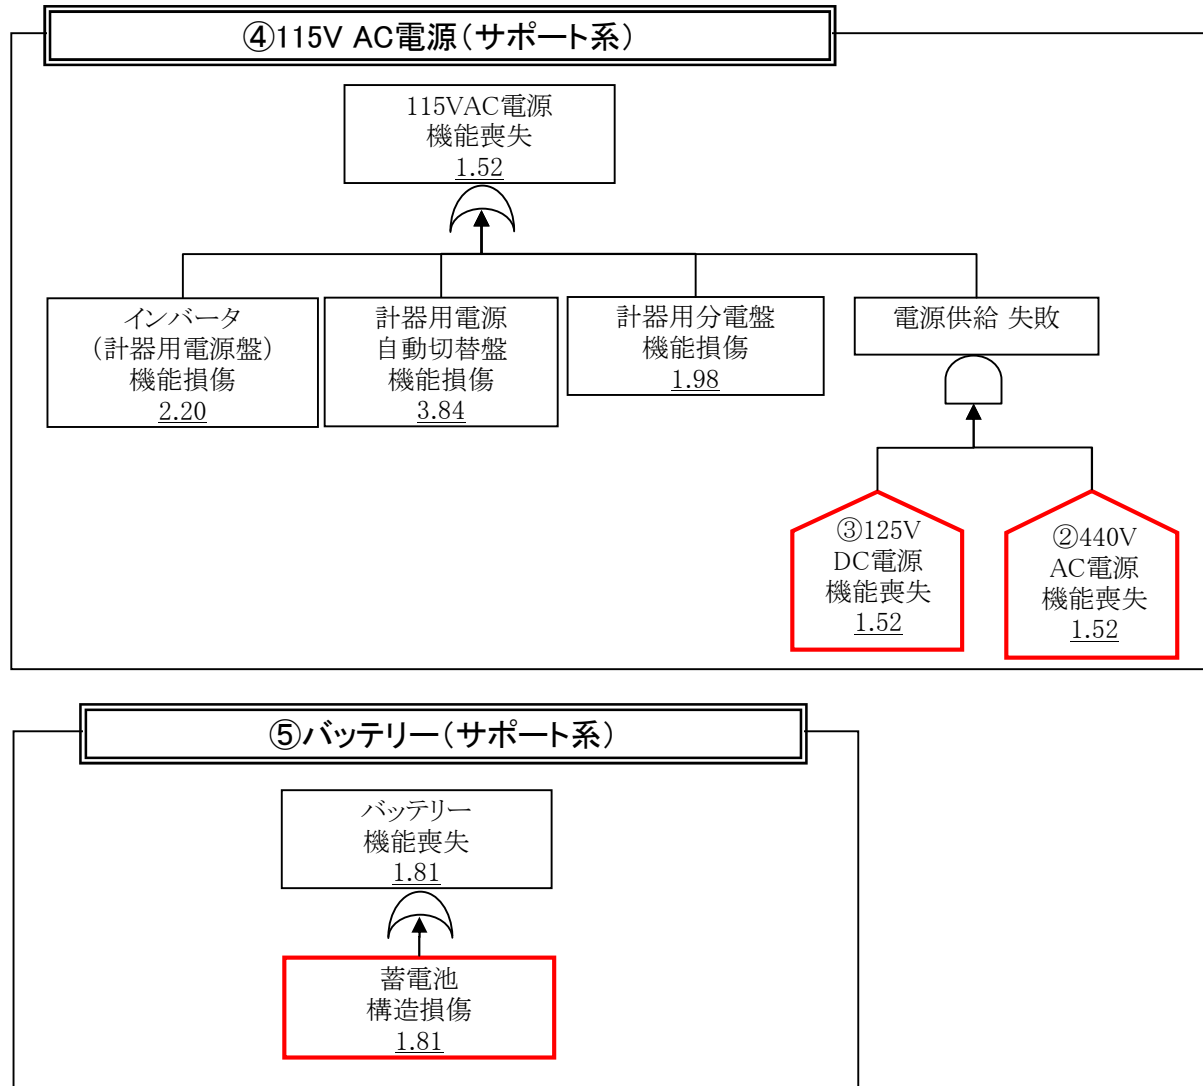 ④115V AC電源(サポート系)
115VAC電源
機能喪失
1.52
インバータ
(計器用電源盤)
機能損傷
2.20
計器用電源
自動切替盤
機能損傷
3.84
計器用分電盤
機能損傷
1.98
電源供給 失敗
③125V
DC電源
機能喪失
1.52
②440V
AC電源
機能喪失
1.52
⑤バッテリー(サポート系)
バッテリー
機能喪失
1.81
蓄電池
構造損傷
1.81